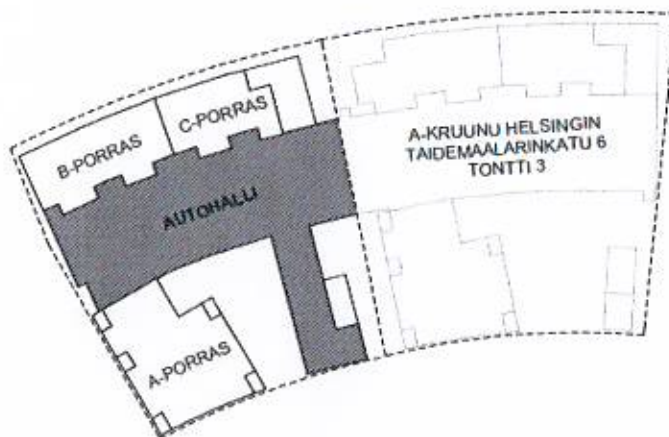 B-PORRAS
C-PORRAS
A-KRUUNU HELSINGIN
TAIDEMAALARINKATU 6
TONTTI 3
AUTOHALLI
A-PORRAS